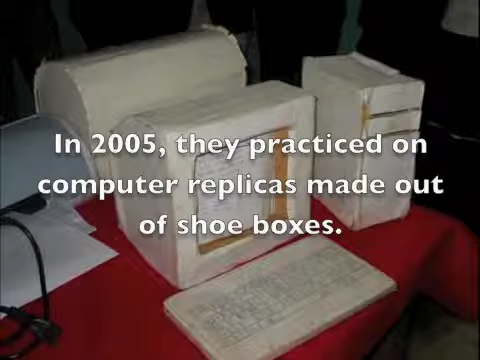 In 2005, they practiced on
computer replicas made out
of shoe boxes.